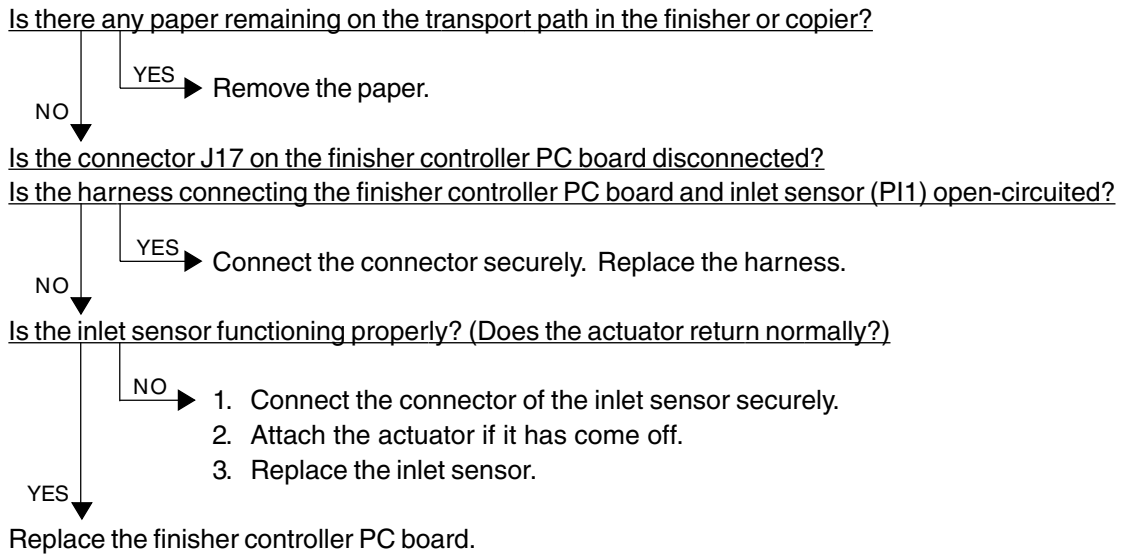 Is there any paper remaining on the transport path in the finisher or copier?
YES
Remove the paper.
NO
Is the connector J17 on the finisher controller PC board disconnected?
Is the harness connecting the finisher controller PC board and inlet sensor (PI1) open-circuited?
YES
Connect the connector securely. Replace the harness.
NO
Is the inlet sensor functioning properly? (Does the actuator return normally?)
NO
1. Connect the connector of the inlet sensor securely.
2. Attach the actuator if it has come off.
3. Replace the inlet sensor.
YES
Replace the finisher controller PC board.